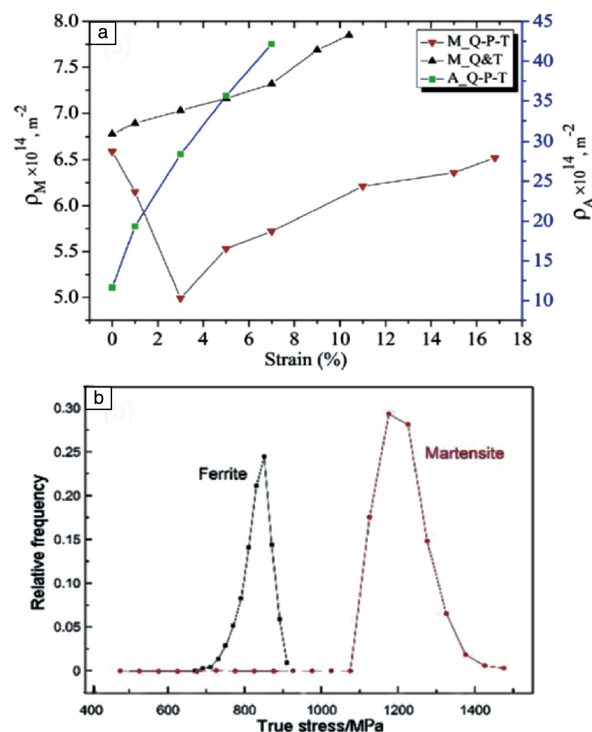 a
M_Q-P-T
M_Q&T
A_Q-P-T
8.0
7.5
7.0
6.5
6.0
5.5
5.0
ρM ×10^14, m^-2
45
40
35
30
25
20
15
10
ρA ×10^14, m^-2
0 2 4 6 8 10 12 14 16 18
Strain (%)
b
Ferrite
Martensite
0.30
0.25
0.20
0.15
0.10
0.05
0
Relative frequency
400 600 800 1000 1200 1400
True stress/MPa